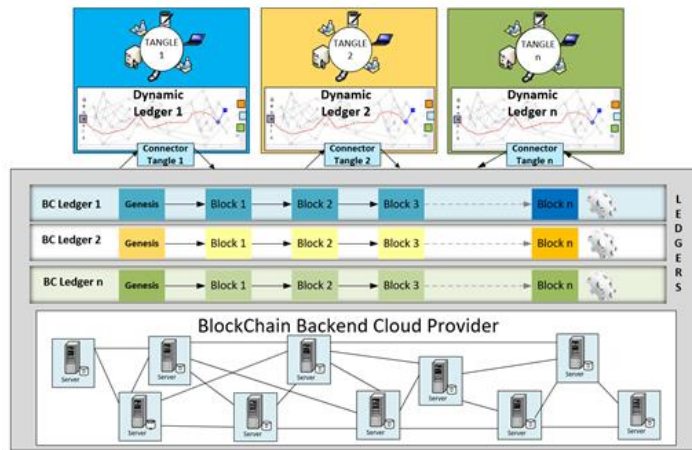 TANGLE
1
TANGLE
2
TANGLE
n
Dynamic
Ledger 1
Dynamic
Ledger 2
Dynamic
Ledger n
Connector
Tangle 1
Connector
Tangle 2
Connector
Tangle n
BC Ledger 1 Genesis Block 1 Block 2 Block 3 Block n
BC Ledger 2 Genesis Block 1 Block 2 Block 3 Block n
BC Ledger n Genesis Block 1 Block 2 Block 3 Block n
LEDGERS
BlockChain Backend Cloud Provider
Server Server Server Server Server
Server Server Server Server